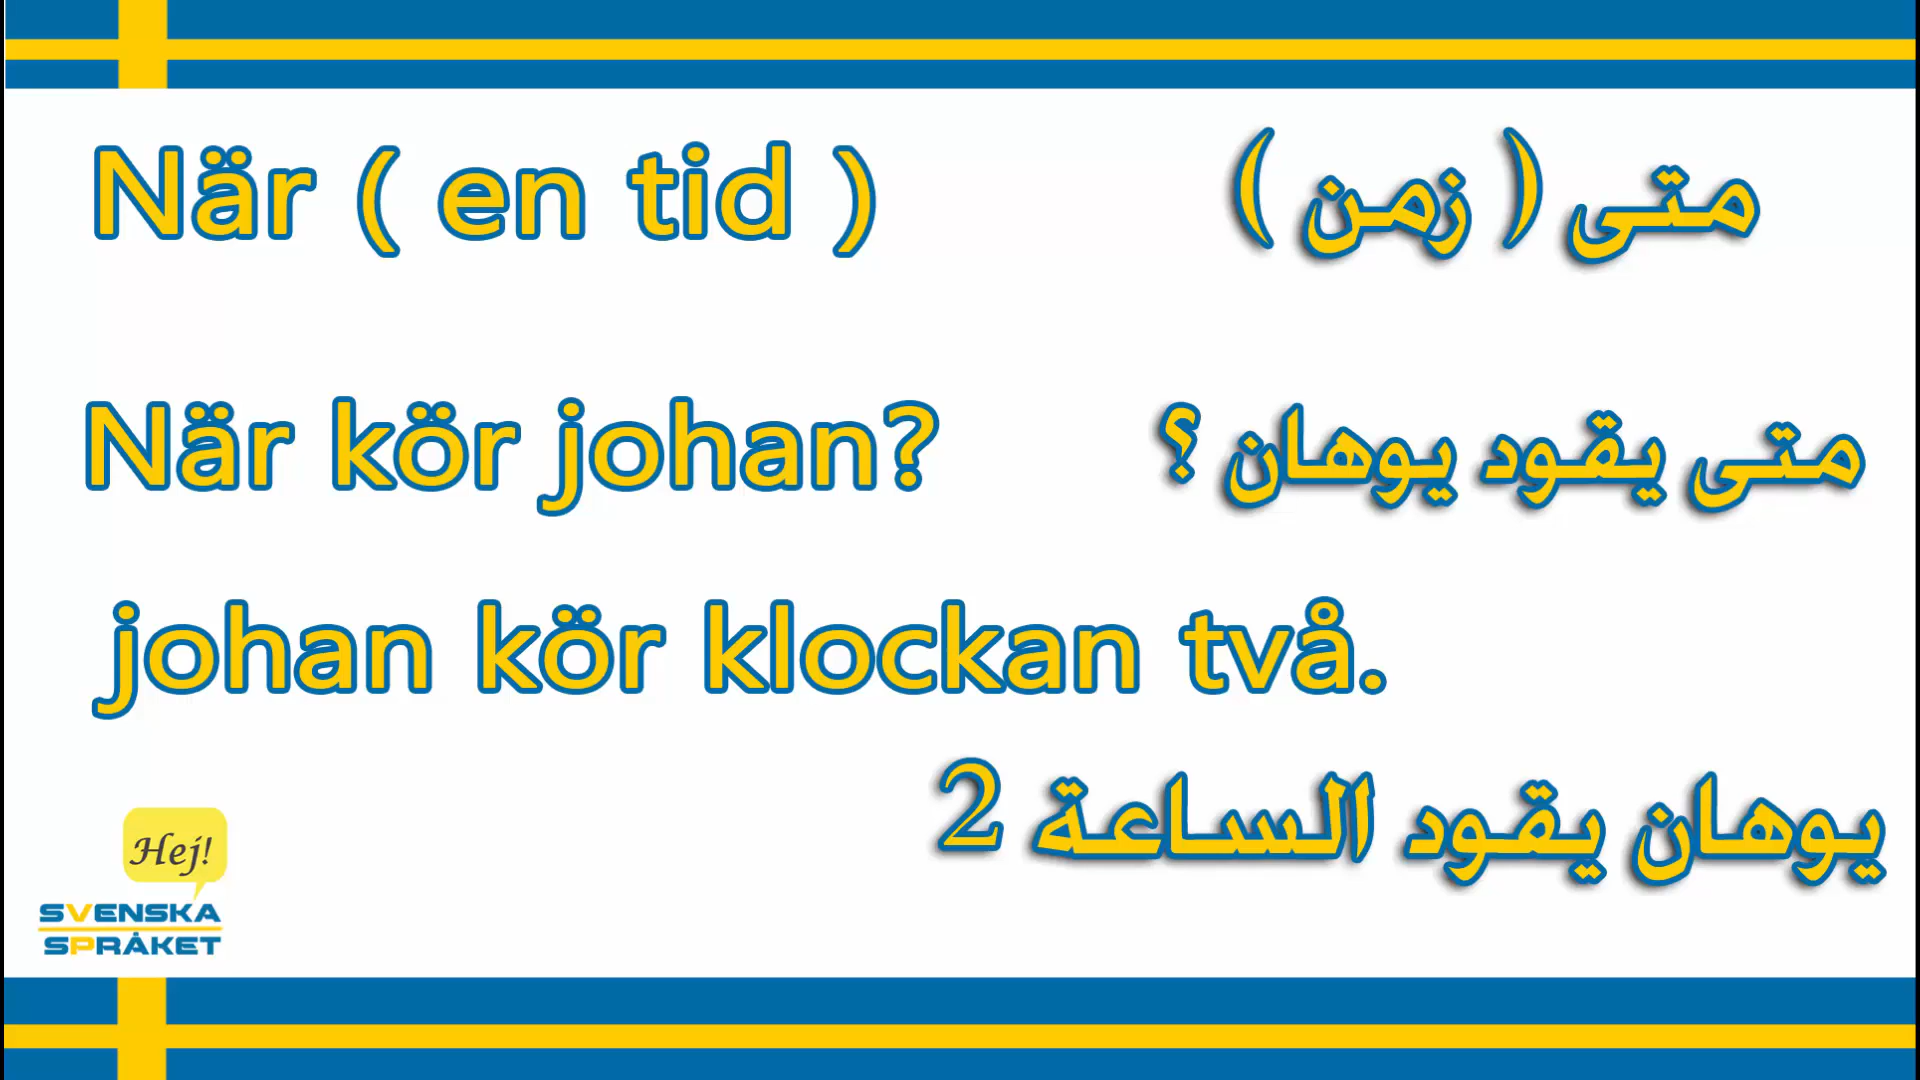 När ( en tid )
متى ( زمن )
När kör johan?
متى يقود يوهان ؟
johan kör klockan två.
يوهان يقود الساعة 2
Hej!
SVENSKA
SPRÅKET